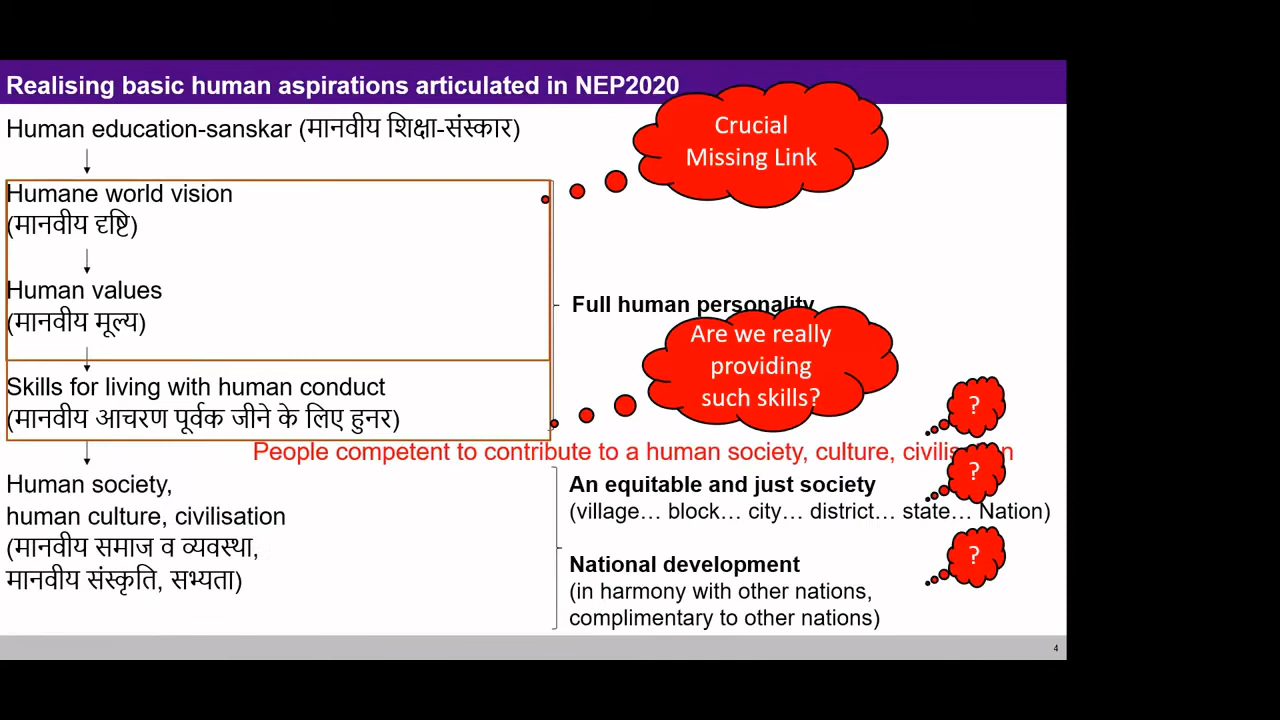 Realising basic human aspirations articulated in NEP2020
Human education-sanskar (मानवीय शिक्षा-संस्कार)
Crucial
Missing Link
Humane world vision
(मानवीय दृष्टि)
Human values
(मानवीय मूल्य)
Full human personality
Are we really
providing
such skills?
Skills for living with human conduct
(मानवीय आचरण पूर्वक जीने के लिए हुनर)
?
People competent to contribute to a human society, culture,
?
Human society,
human culture, civilisation
(मानवीय समाज व व्यवस्था,
मानवीय संस्कृति, सभ्यता)
An equitable and just society
(village… block… city… district… state… Nation)
?
National development
(in harmony with other nations,
complimentary to other nations)
4